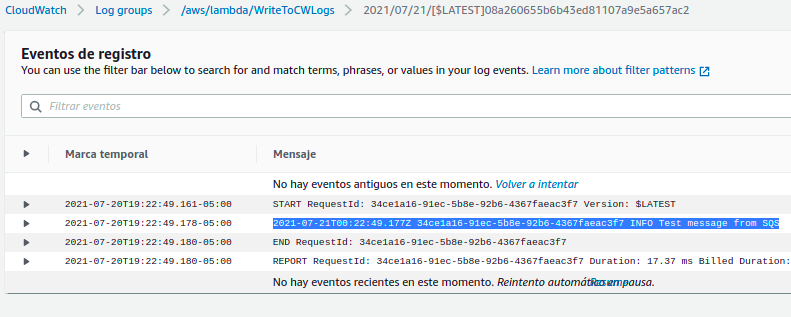 CloudWatch > Log groups > /aws/lambda/WriteToCWLogs > 2021/07/21/[$LATEST]08a260655b6b43ed81107a9e5a657ac2
Eventos de registro
You can use the filter bar below to search for and match terms, phrases, or values in your log events. Learn more about filter patterns
Filtrar eventos
Marca temporal Mensaje
No hay eventos antiguos en este momento. Volver a intentar
2021-07-20T19:22:49.161-05:00 START RequestId: 34ce1a16-91ec-5b8e-92b6-4367faeac3f7 Version: $LATEST
2021-07-20T19:22:49.178-05:00 2021-07-21T00:22:49.177Z 34ce1a16-91ec-5b8e-92b6-4367faeac3f7 INFO Test message from SQS
2021-07-20T19:22:49.180-05:00 END RequestId: 34ce1a16-91ec-5b8e-92b6-4367faeac3f7
2021-07-20T19:22:49.180-05:00 REPORT RequestId: 34ce1a16-91ec-5b8e-92b6-4367faeac3f7 Duration: 17.37 ms Billed Duration:
No hay eventos recientes en este momento. Reintento automático en pausa.